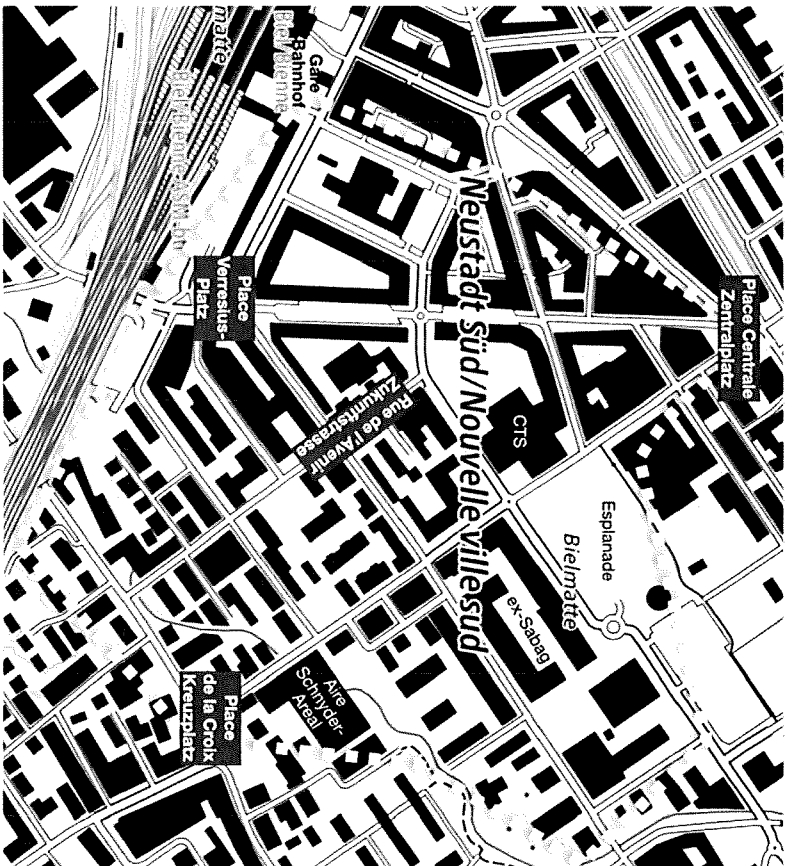 Gare
Bahnhof
Biel/Bienne
matte
Neustadt Süd/Nouvelle ville sud
Place Centrale
Zentralplatz
Place
Verresius-
Platz
Rue de l'Avenir
Zukunftstrasse
CTS
Esplanade
Bielmatte
ex-Sabag
Aire
Schnyder-
Areal
Place
de la Croix
Kreuzplatz